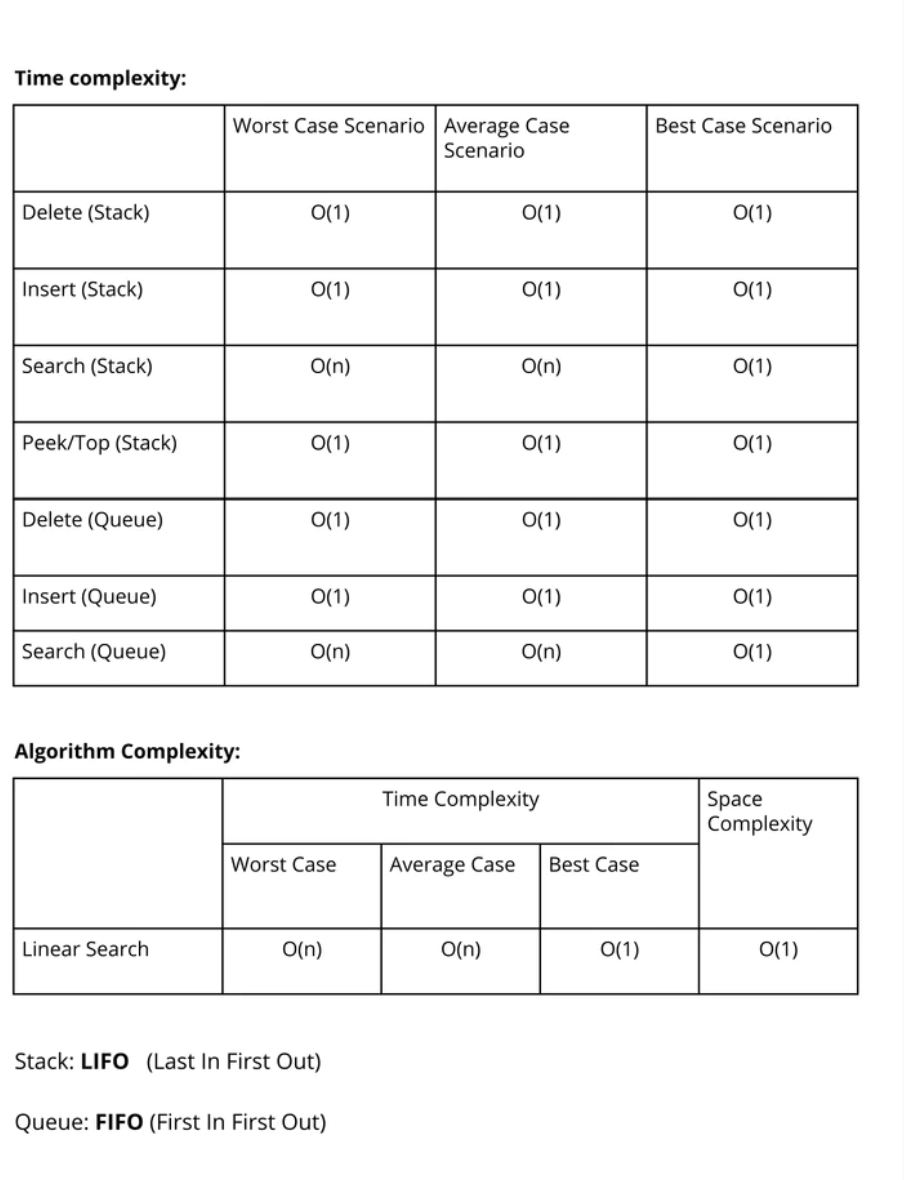 Time complexity:
Worst Case Scenario Average Case Best Case Scenario
Scenario
Delete (Stack) O(1) O(1) O(1)
Insert (Stack) O(1) O(1) O(1)
Search (Stack) O(n) O(n) O(1)
Peek/Top (Stack) O(1) O(1) O(1)
Delete (Queue) O(1) O(1) O(1)
Insert (Queue) O(1) O(1) O(1)
Search (Queue) O(n) O(n) O(1)
Algorithm Complexity:
Time Complexity Space
Complexity
Worst Case Average Case Best Case
Linear Search O(n) O(n) O(1) O(1)
Stack: LIFO (Last In First Out)
Queue: FIFO (First In First Out)